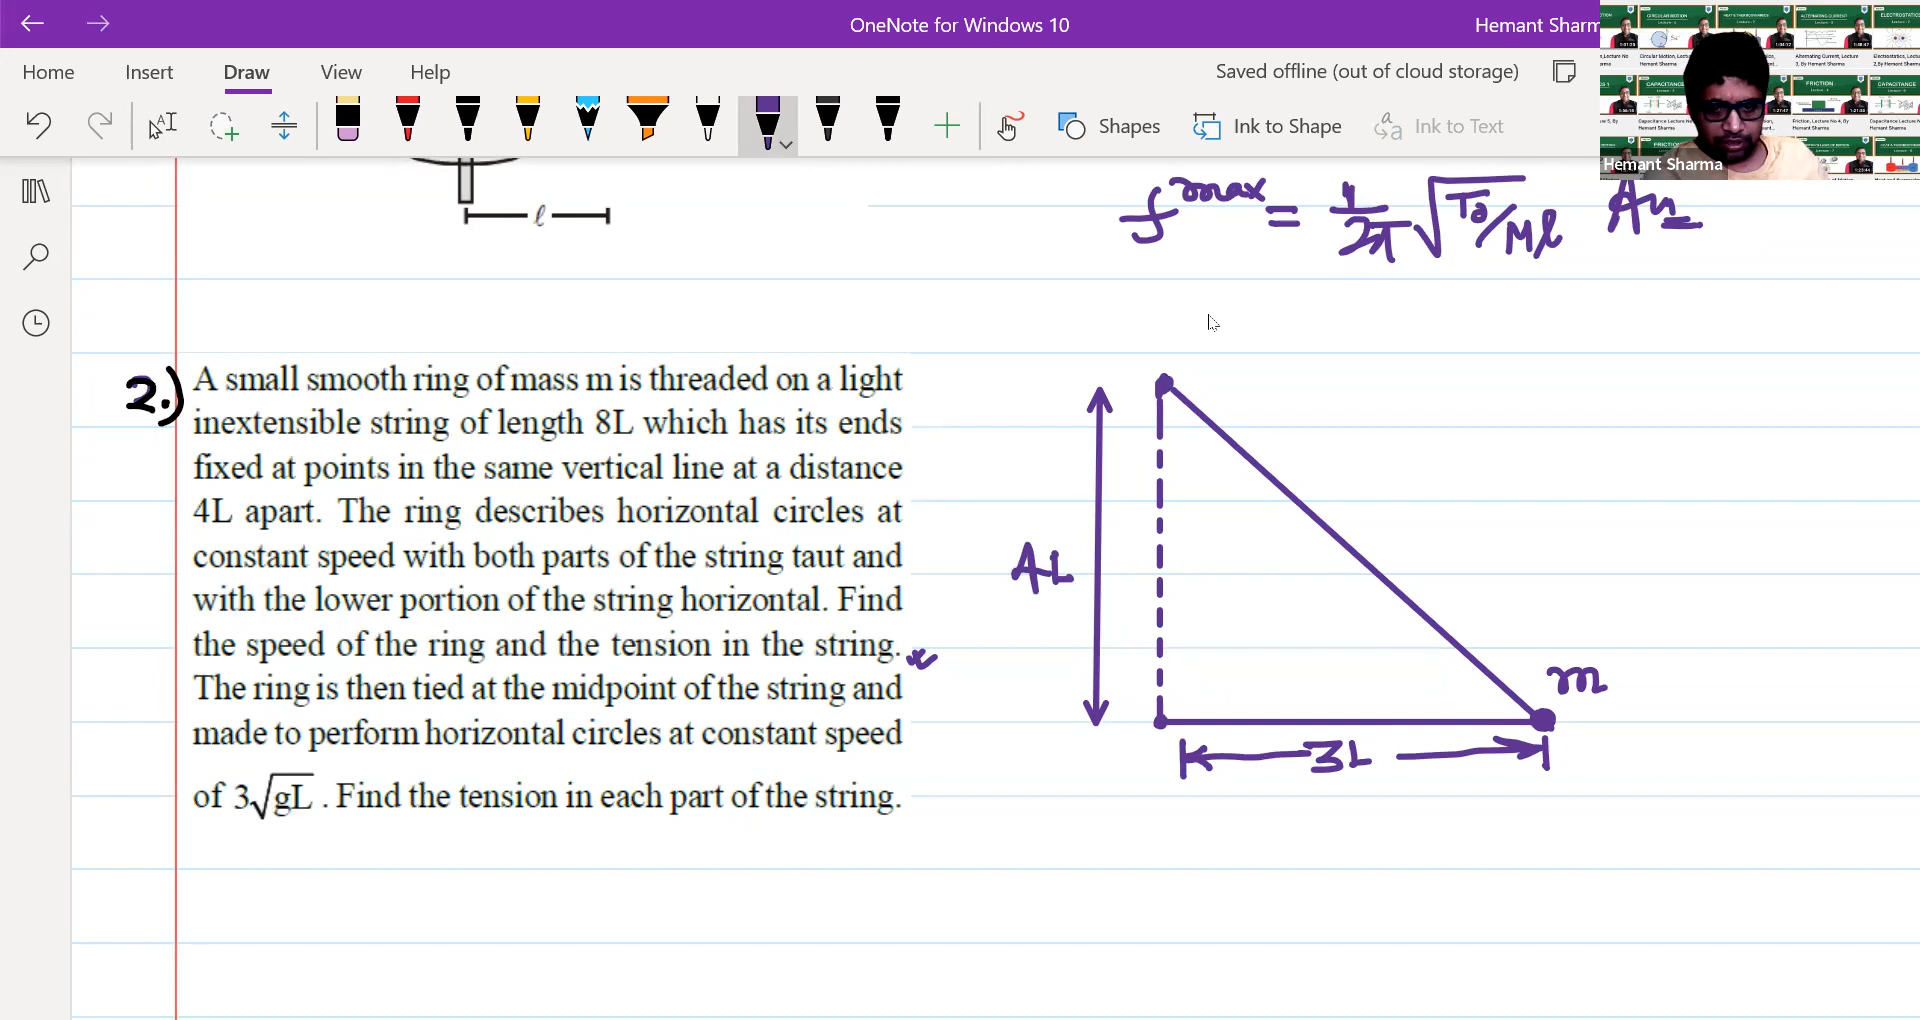 OneNote for Windows 10
Hemant Sharm
Home Insert Draw View Help
Saved offline (out of cloud storage)
Shapes Ink to Shape Ink to Text
Hemant Sharma
ℓ
f^max = 1/2π √T₀/Mℓ
2.) A small smooth ring of mass m is threaded on a light
inextensible string of length 8L which has its ends
fixed at points in the same vertical line at a distance
4L apart. The ring describes horizontal circles at
constant speed with both parts of the string taut and
with the lower portion of the string horizontal. Find
the speed of the ring and the tension in the string.
The ring is then tied at the midpoint of the string and
made to perform horizontal circles at constant speed
of 3√gL . Find the tension in each part of the string.
4L
m
3L